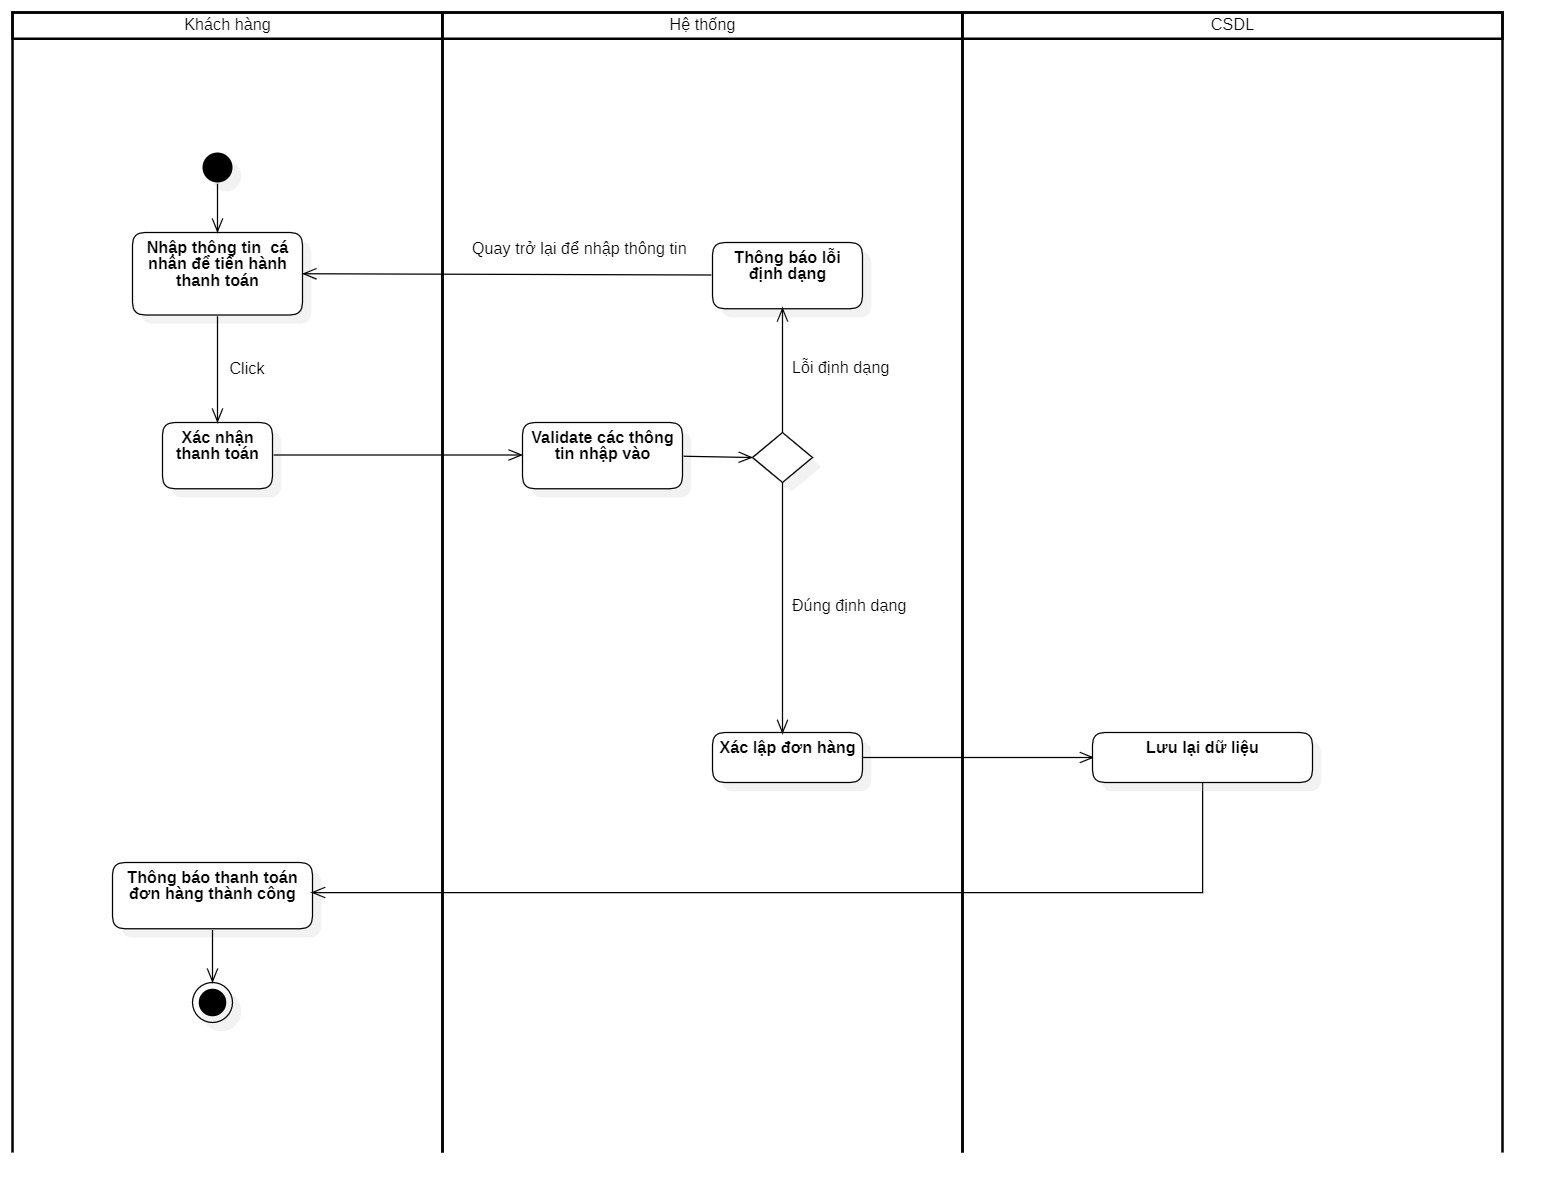 Khách hàng
Hệ thống
CSDL
Nhập thông tin  cá
nhân để tiến hành
thanh toán
Quay trở lại để nhập thông tin
Thông báo lỗi
định dạng
Click
Lỗi định dạng
Xác nhận
thanh toán
Validate các thông
tin nhập vào
Đúng định dạng
Xác lập đơn hàng
Lưu lại dữ liệu
Thông báo thanh toán
đơn hàng thành công